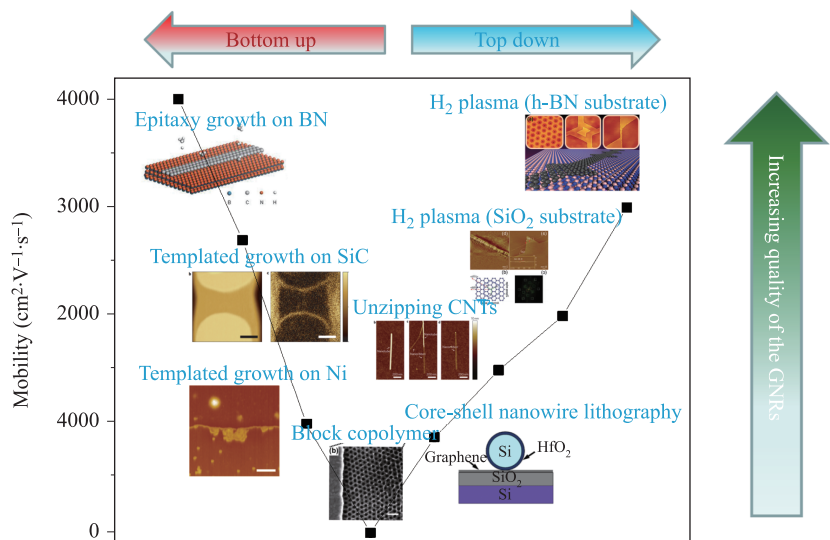 Bottom up
Top down
4000
Epitaxy growth on BN
H₂ plasma (h-BN substrate)
B C N H
3000
H₂ plasma (SiO₂ substrate)
Templated growth on SiC
2000
Unzipping CNTs
Templated growth on Ni
4000
Core-shell nanowire lithography
Block copolymer
(b)
Si
HfO₂
Graphene
SiO₂
Si
0
Mobility (cm²·V⁻¹·s⁻¹)
Increasing quality of the GNRs